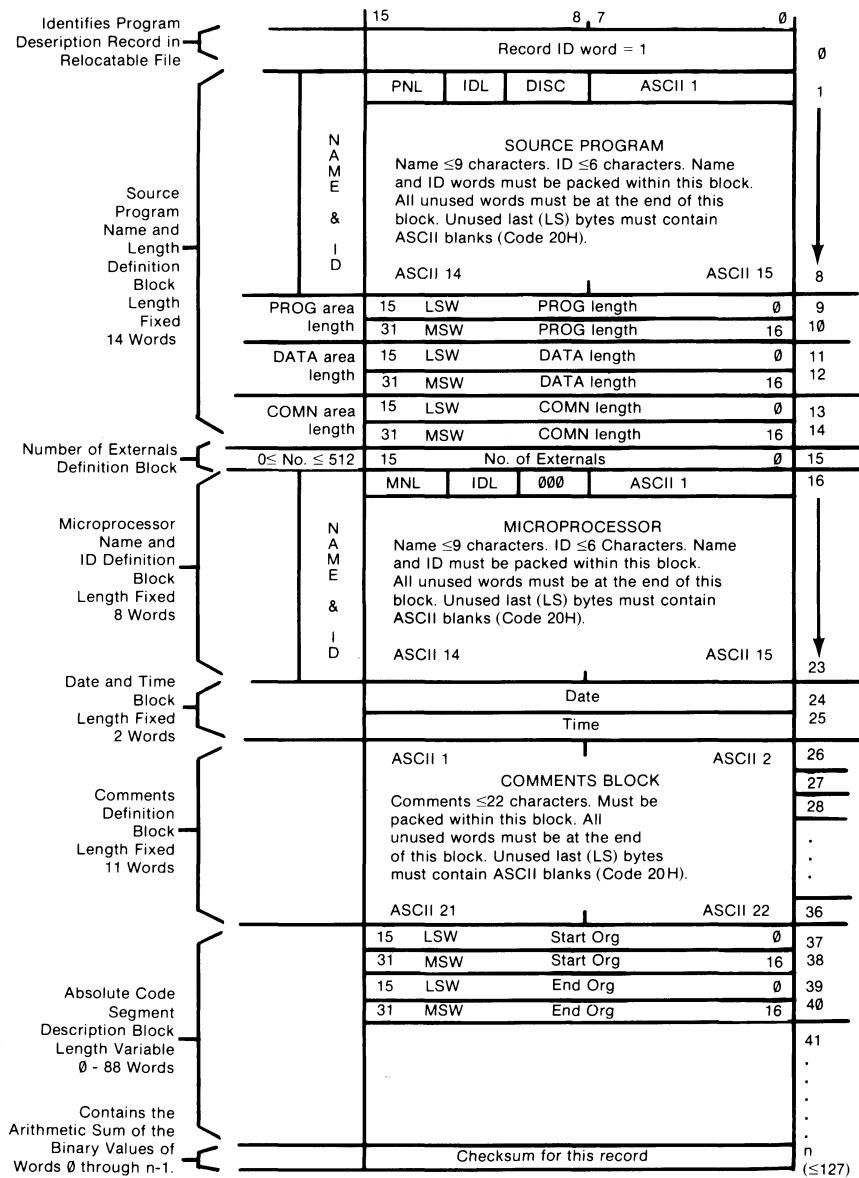 Identifies Program
Deseription Record in
Relocatable File
15 8 7 Ø
Record ID word = 1
Ø
PNL IDL DISC ASCII 1
1
Source
Program
Name and
Length
Definition
Block
Length
Fixed
14 Words
N
A
M
E
&
I
D
SOURCE PROGRAM
Name ≤9 characters. ID ≤6 characters. Name
and ID words must be packed within this block.
All unused words must be at the end of this
block. Unused last (LS) bytes must contain
ASCII blanks (Code 20H).
ASCII 14 ASCII 15
8
PROG area
length
15 LSW PROG length Ø
9
31 MSW PROG length 16
1Ø
DATA area
length
15 LSW DATA length Ø
11
31 MSW DATA length 16
12
COMN area
length
15 LSW COMN length Ø
13
31 MSW COMN length 16
14
Number of Externals
Definition Block
0≤ No. ≤ 512
15 No. of Externals Ø
15
MNL IDL ØØØ ASCII 1
16
Microprocessor
Name and
ID Definition
Block
Length Fixed
8 Words
N
A
M
E
&
I
D
MICROPROCESSOR
Name ≤9 characters. ID ≤6 Characters. Name
and ID must be packed within this block.
All unused words must be at the end of this
block. Unused last (LS) bytes must contain
ASCII blanks (Code 20H).
ASCII 14 ASCII 15
23
Date and Time
Block
Length Fixed
2 Words
Date
24
Time
25
Comments
Definition
Block
Length Fixed
11 Words
ASCII 1 ASCII 2
26
27
28
.
.
.
COMMENTS BLOCK
Comments ≤22 characters. Must be
packed within this block. All
unused words must be at the end
of this block. Unused last (LS) bytes
must contain ASCII blanks (Code 20H).
ASCII 21 ASCII 22
36
Absolute Code
Segment
Description Block
Length Variable
Ø - 88 Words
15 LSW Start Org Ø
37
31 MSW Start Org 16
38
15 LSW End Org Ø
39
31 MSW End Org 16
4Ø
41
.
.
.
.
.
Contains the
Arithmetic Sum of the
Binary Values of
Words Ø through n-1.
Checksum for this record
n
(≤127)